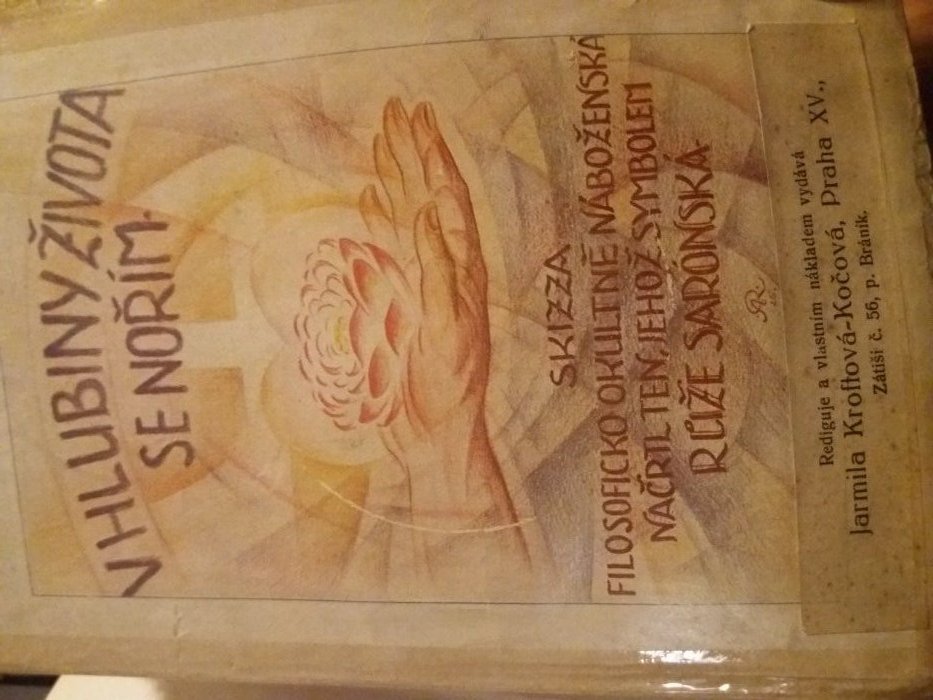 V HLUBINY ŽIVOTA
SE NOŘÍM.
SKIZZA
FILOSOFICKO OKULTNĚ NÁBOŽENSKÁ
NAČRTL TEN, JEHOŽ SYMBOLEM
RŮŽE SARONSKÁ.
Rediguje a vlastním nákladem vydává
Jarmila Kroftová-Kočová, Praha XV.,
Zátiší č. 56, p. Bráník.